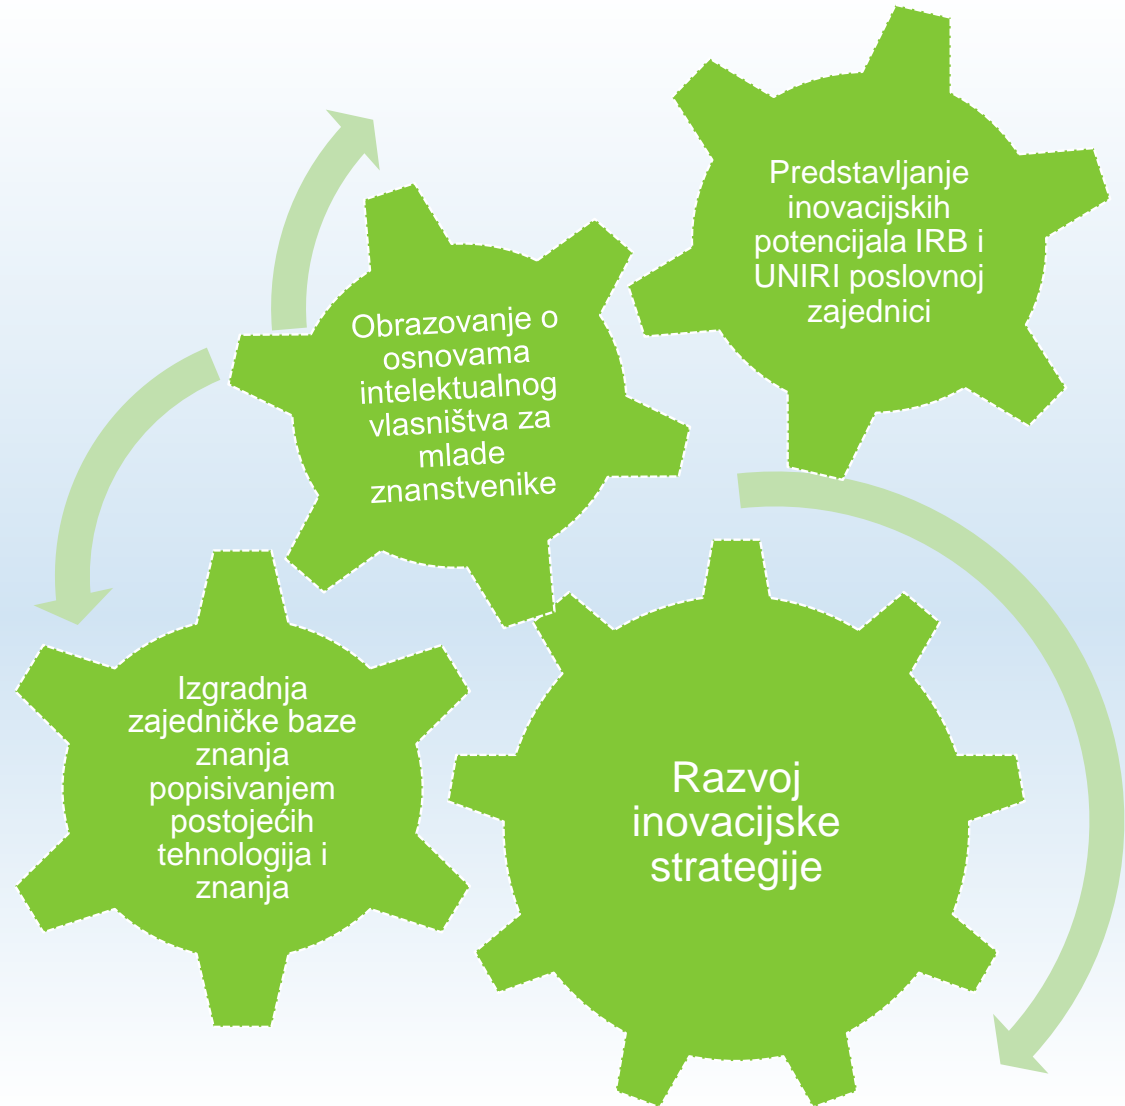 Predstavljanje
inovacijskih
potencijala IRB i
UNIRI poslovnoj
zajednici
Obrazovanje o
osnovama
intelektualnog
vlasništva za
mlade
znanstvenike
Izgradnja
zajedničke baze
znanja
popisivanjem
postojećih
tehnologija i
znanja
Razvoj
inovacijske
strategije